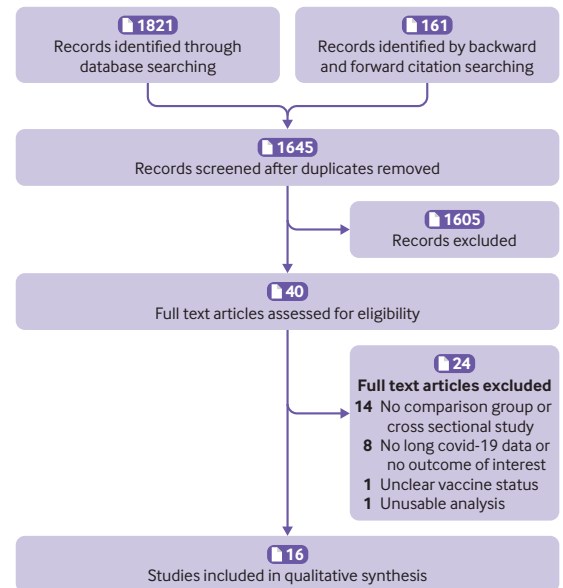 1821
Records identified through
database searching
161
Records identified by backward
and forward citation searching
1645
Records screened after duplicates removed
1605
Records excluded
40
Full text articles assessed for eligibility
24
Full text articles excluded
14 No comparison group or
cross sectional study
8 No long covid-19 data or
no outcome of interest
1 Unclear vaccine status
1 Unusable analysis
16
Studies included in qualitative synthesis